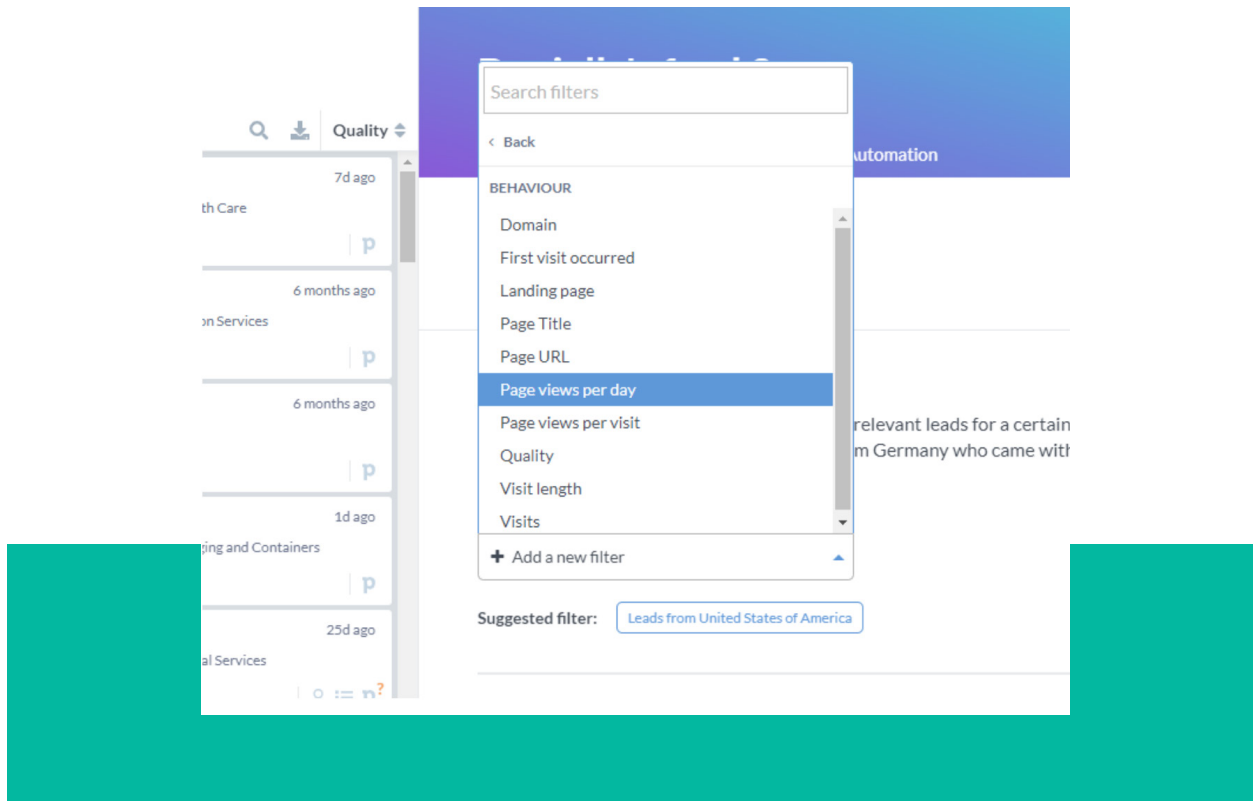 Search filters
< Back
BEHAVIOUR
Domain
First visit occurred
Landing page
Page Title
Page URL
Page views per day
Page views per visit
Quality
Visit length
Visits
+ Add a new filter
Suggested filter: Leads from United States of America
Quality
7d ago
th Care
p
6 months ago
on Services
p
6 months ago
p
1d ago
ging and Containers
p
25d ago
al Services
p?
Automation
relevant leads for a certain
m Germany who came with